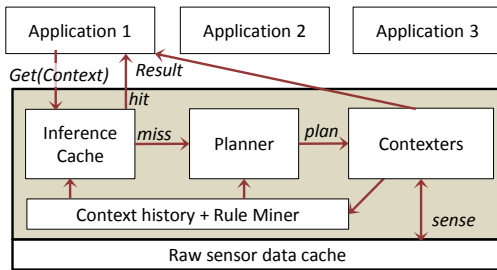 Application 1
Application 2
Application 3
Get(Context)
Result
hit
Inference
Cache
miss
Planner
plan
Contexters
Context history + Rule Miner
sense
Raw sensor data cache